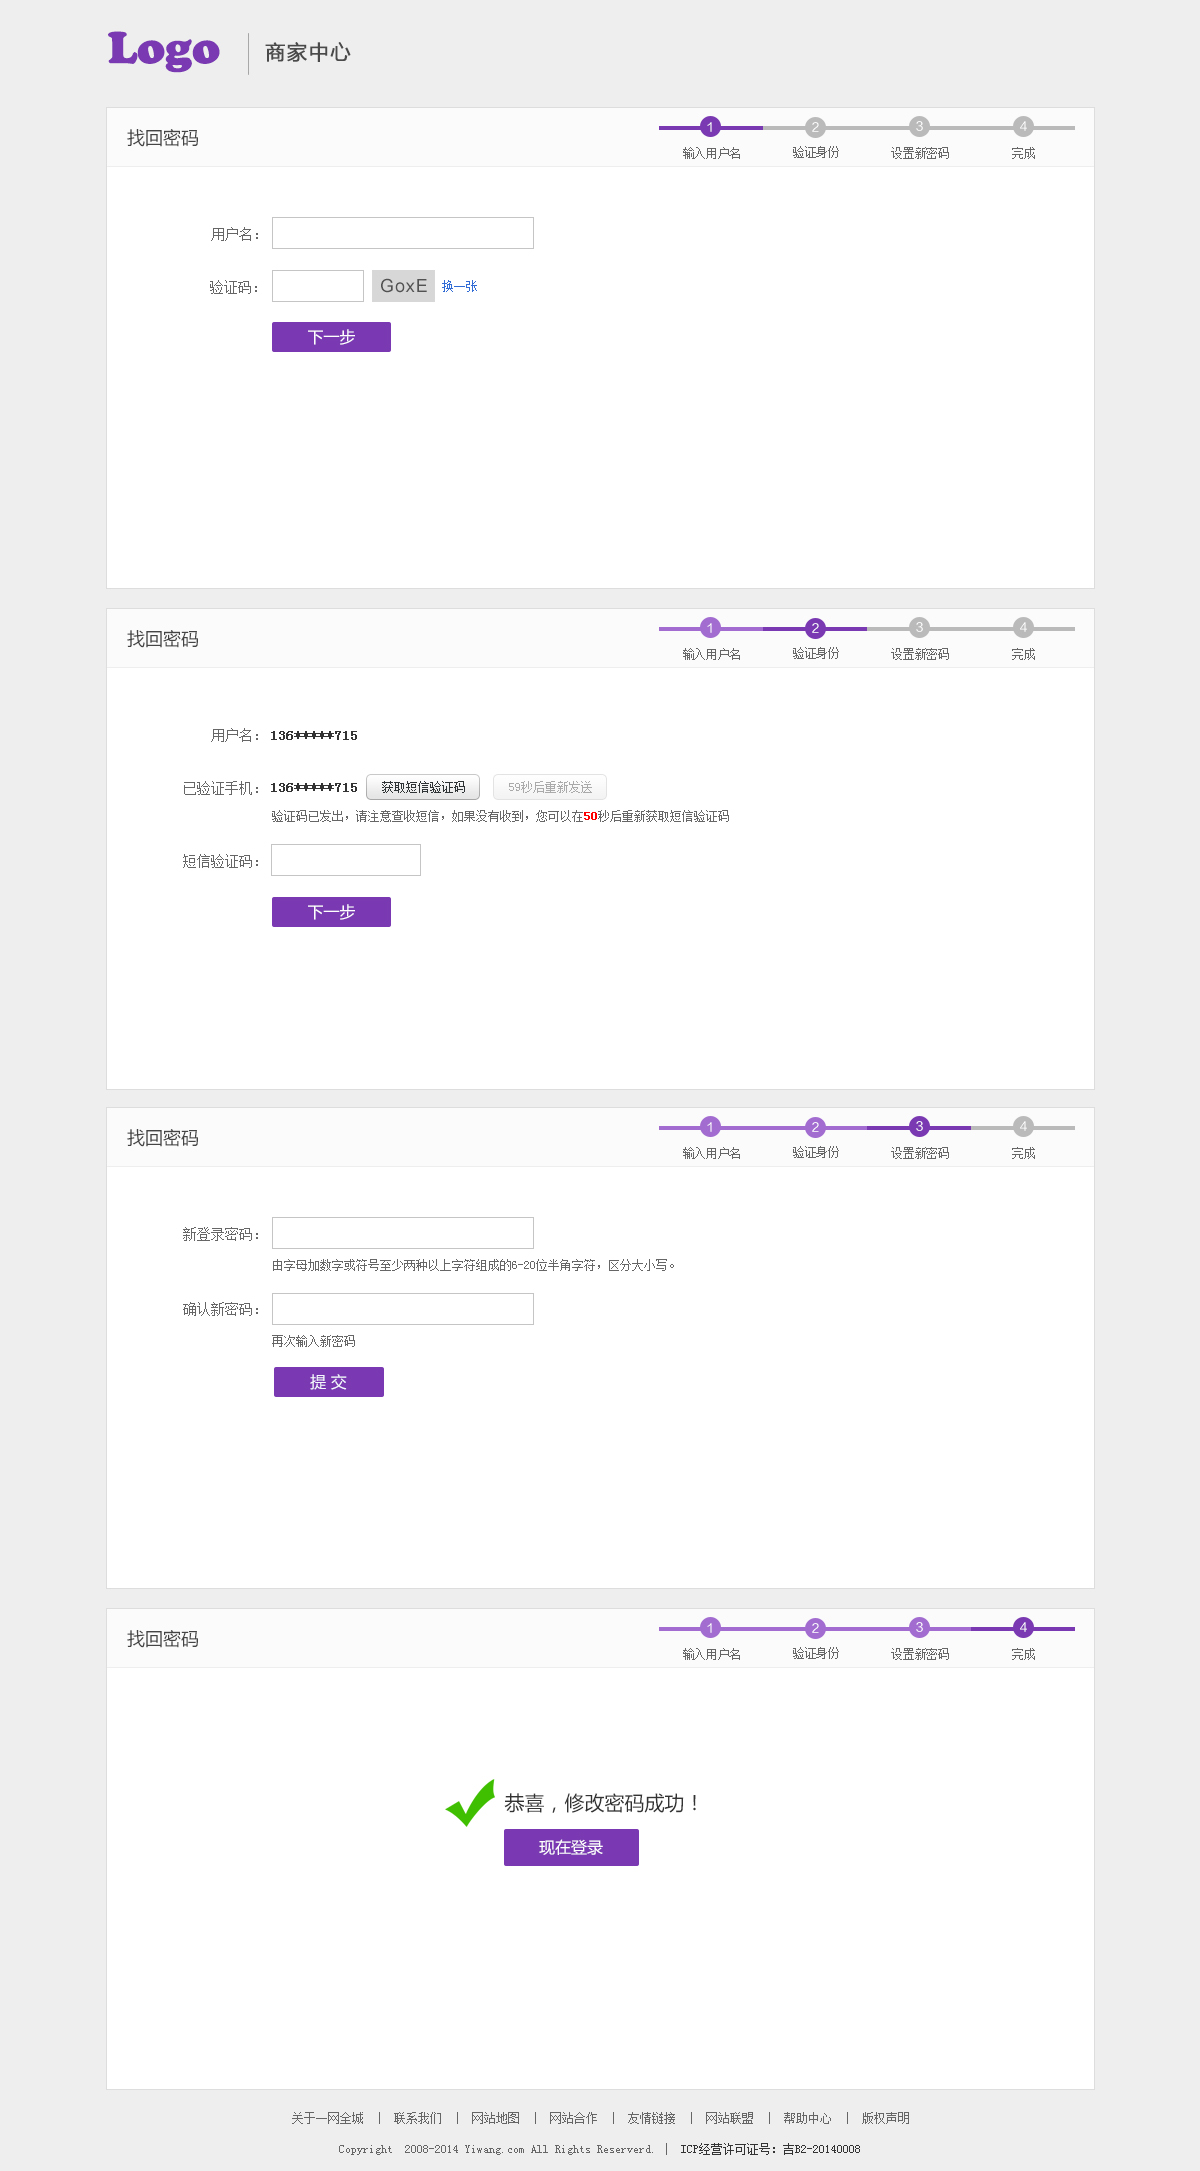 Logo 商家中心
找回密码
1 2 3 4
输入用户名 验证身份 设置新密码 完成
用户名：
验证码： GoxE 换一张
下一步
找回密码
1 2 3 4
输入用户名 验证身份 设置新密码 完成
用户名： 136*****715
已验证手机： 136*****715 获取短信验证码 59秒后重新发送
验证码已发出，请注意查收短信，如果没有收到，您可以在50秒后重新获取短信验证码
短信验证码：
下一步
找回密码
1 2 3 4
输入用户名 验证身份 设置新密码 完成
新登录密码：
由字母加数字或符号至少两种以上字符组成的6-20位半角字符，区分大小写。
确认新密码：
再次输入新密码
提 交
找回密码
1 2 3 4
输入用户名 验证身份 设置新密码 完成
恭喜，修改密码成功！
现在登录
关于一网全城 | 联系我们 | 网站地图 | 网站合作 | 友情链接 | 网站联盟 | 帮助中心 | 版权声明
Copyright 2008-2014 Yiwang.com All Rights Reserverd. | ICP经营许可证号：吉B2-20140008